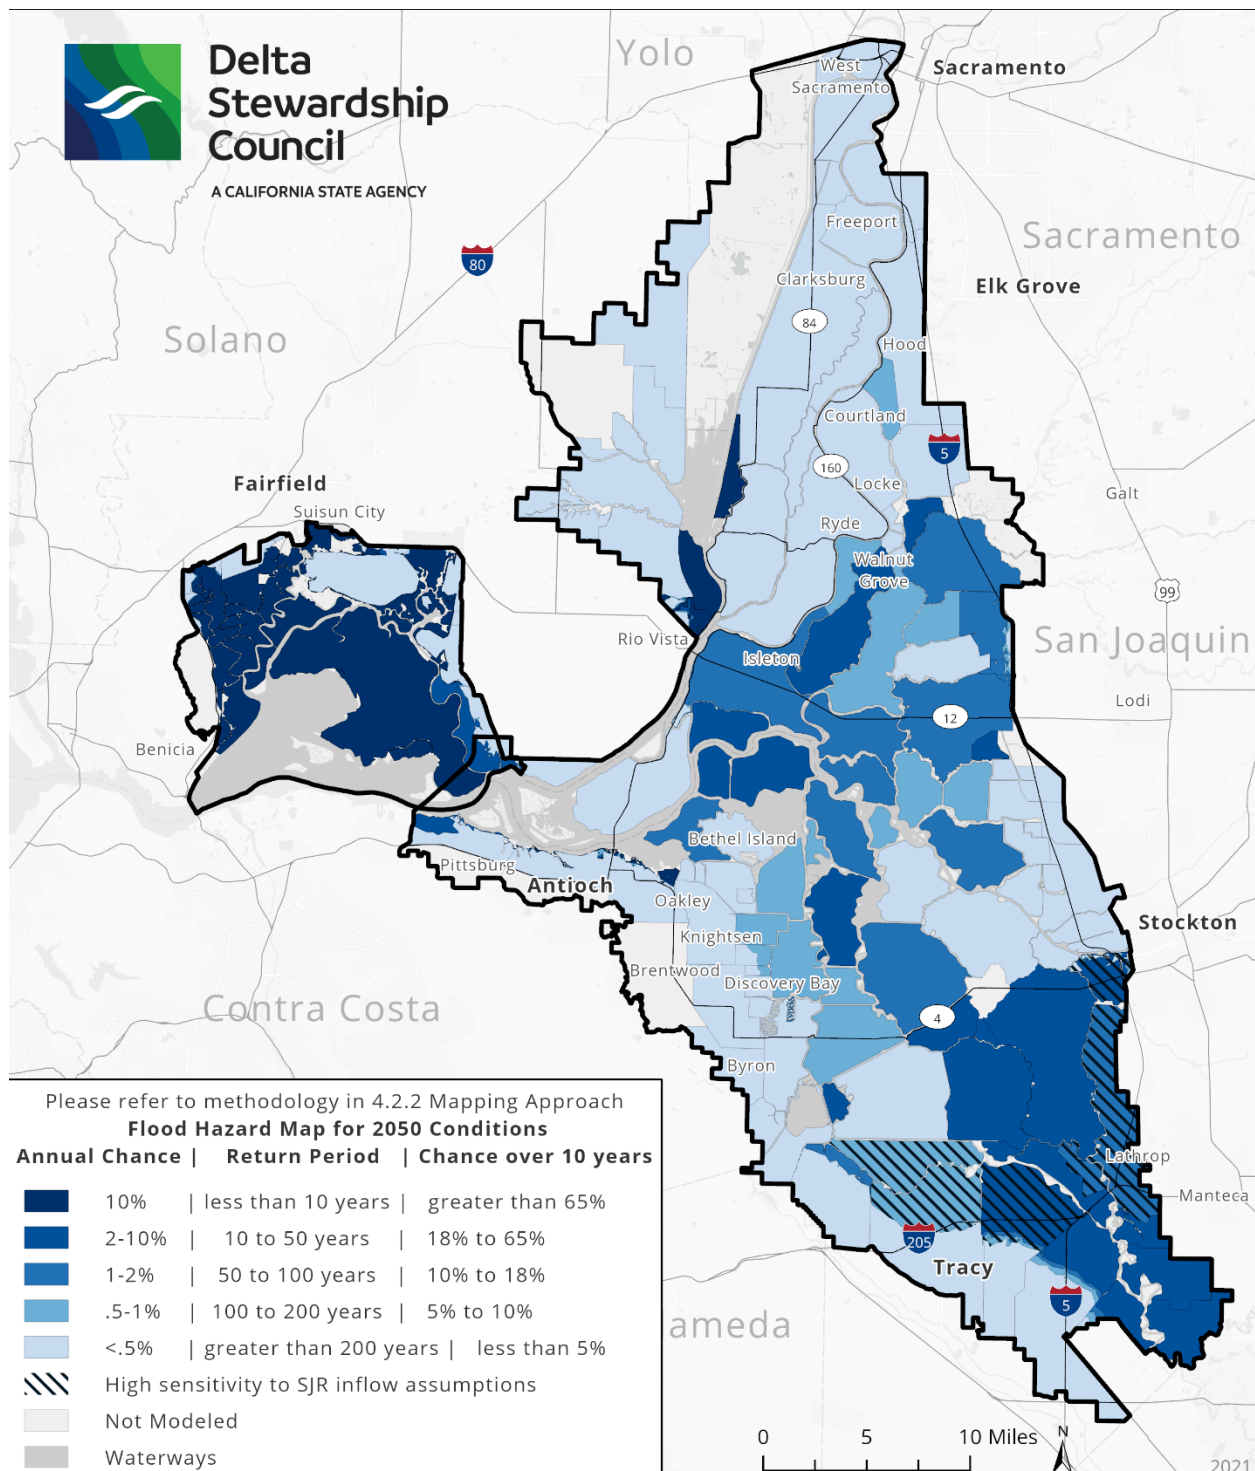 Delta
Stewardship
Council
A CALIFORNIA STATE AGENCY
Yolo
West
Sacramento
Sacramento
Freeport
Sacramento
Clarksburg
Elk Grove
80
84
Solano
Hood
Courtland
5
160
Locke
Fairfield
Suisun City
Galt
Ryde
Walnut
Grove
99
Rio Vista
San Joaquin
Isleton
Lodi
12
Benicia
Bethel Island
Pittsburg
Antioch
Oakley
Stockton
Knightsen
Brentwood
Discovery Bay
Contra Costa
4
Byron
Lathrop
Manteca
205
Tracy
5
ameda
Please refer to methodology in 4.2.2 Mapping Approach
Flood Hazard Map for 2050 Conditions
Annual Chance | Return Period | Chance over 10 years
10% | less than 10 years | greater than 65%
2-10% | 10 to 50 years | 18% to 65%
1-2% | 50 to 100 years | 10% to 18%
.5-1% | 100 to 200 years | 5% to 10%
<.5% | greater than 200 years | less than 5%
High sensitivity to SJR inflow assumptions
Not Modeled
Waterways
0 5 10 Miles
N
2021